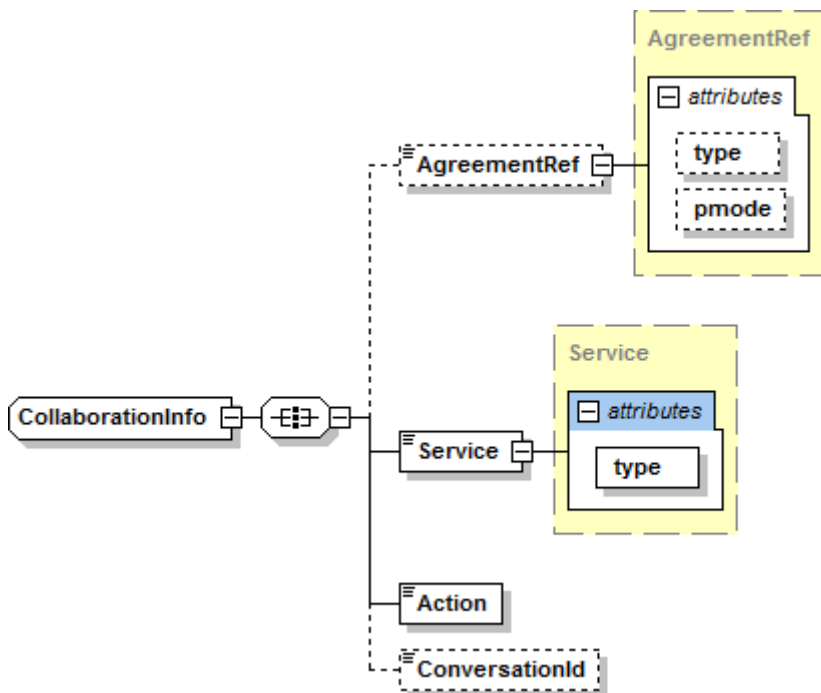 AgreementRef
attributes
type
AgreementRef
pmode
Service
CollaborationInfo
attributes
Service
type
Action
ConversationId